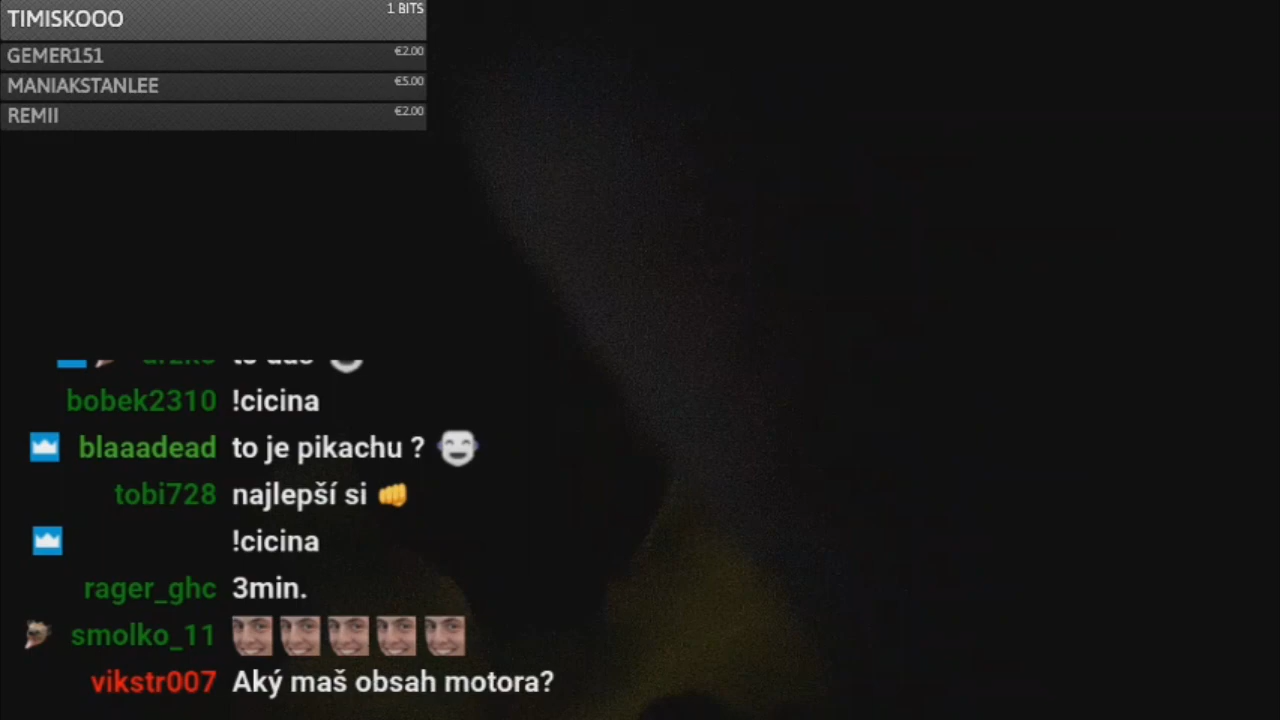 TIMISKOOO 1 BITS
GEMER151 €2.00
MANIAKSTANLEE €5.00
REMII €2.00
bobek2310 !cicina
blaaadead to je pikachu ?
tobi728 najlepší si
!cicina
rager_ghc 3min.
smolko_11
vikstr007 Aký maš obsah motora?